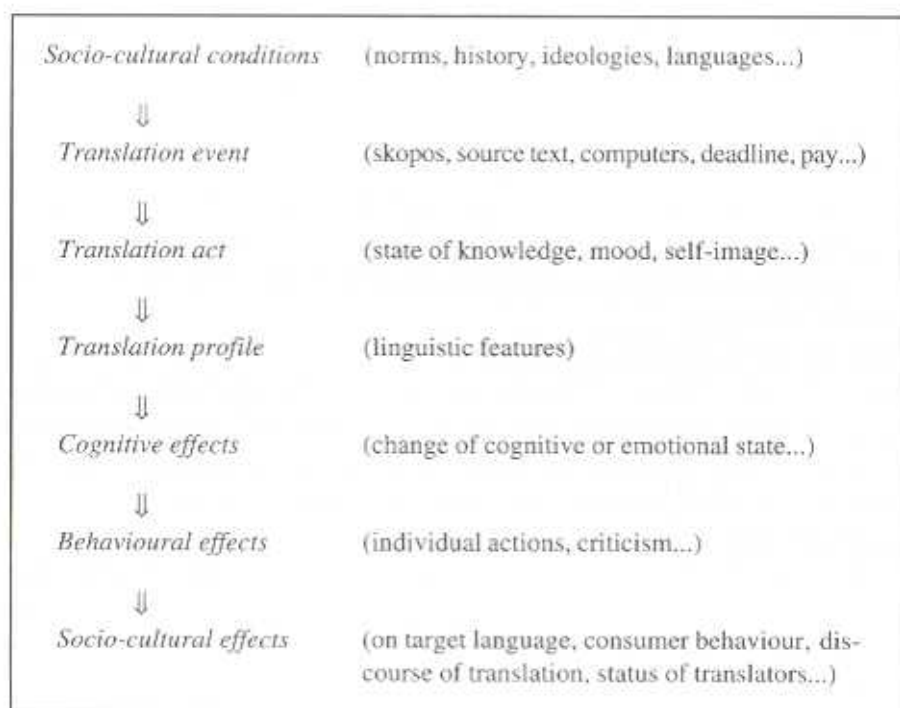 Socio-cultural conditions (norms, history, ideologies, languages...)
⇓
Translation event (skopos, source text, computers, deadline, pay...)
⇓
Translation act (state of knowledge, mood, self-image...)
⇓
Translation profile (linguistic features)
⇓
Cognitive effects (change of cognitive or emotional state...)
⇓
Behavioural effects (individual actions, criticism...)
⇓
Socio-cultural effects (on target language, consumer behaviour, dis-
course of translation, status of translators...)